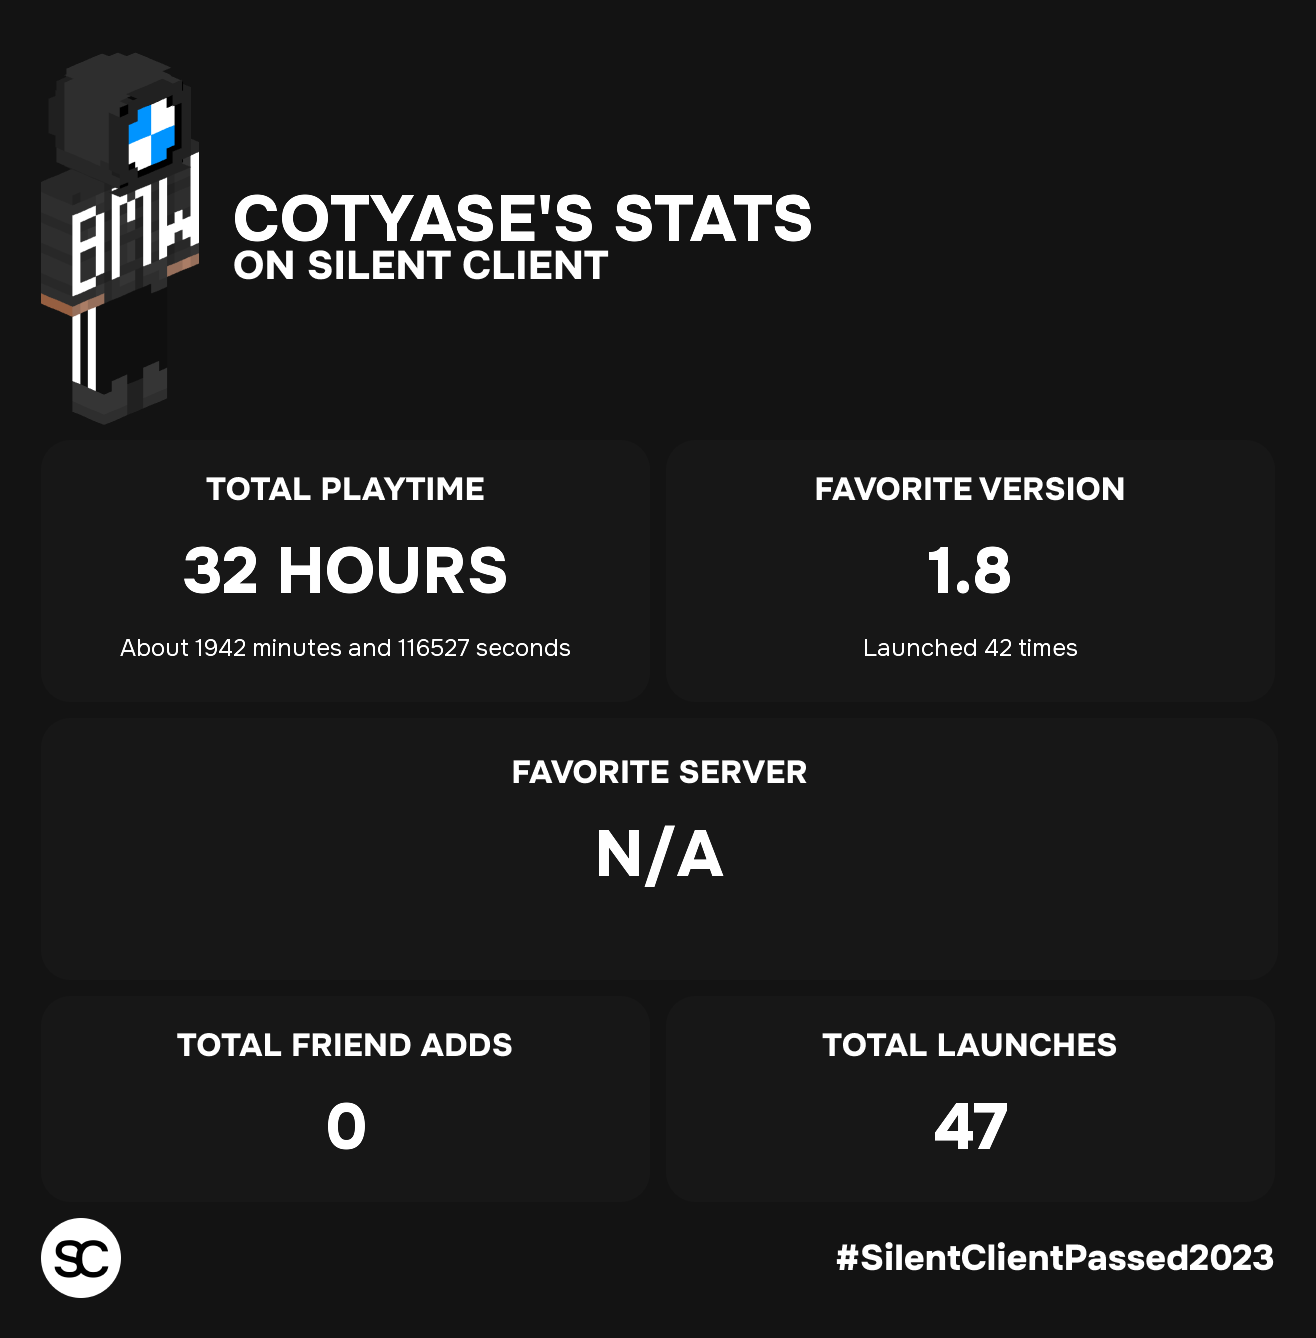 BMW
COTYASE'S STATS
ON SILENT CLIENT
TOTAL PLAYTIME
32 HOURS
About 1942 minutes and 116527 seconds
FAVORITE VERSION
1.8
Launched 42 times
FAVORITE SERVER
N/A
TOTAL FRIEND ADDS
0
TOTAL LAUNCHES
47
SC
#SilentClientPassed2023